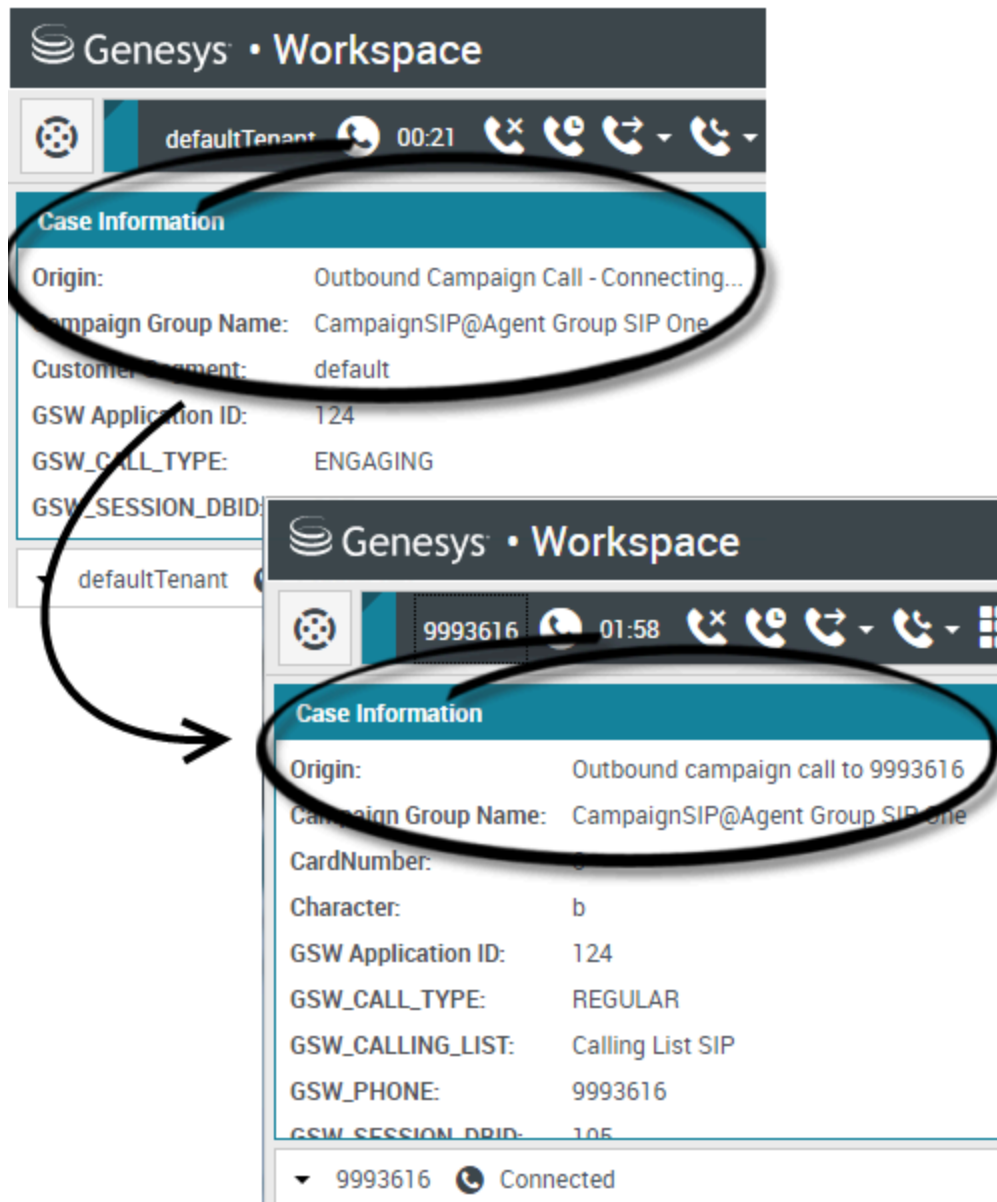 Genesys • Workspace
defaultTenant 00:21
Case Information
Origin: Outbound Campaign Call - Connecting...
Campaign Group Name: CampaignSIP@Agent Group SIP One
Customer Segment: default
GSW Application ID: 124
GSW_CALL_TYPE: ENGAGING
GSW_SESSION_DBID:
defaultTenant
Genesys • Workspace
9993616 01:58
Case Information
Origin: Outbound campaign call to 9993616
Campaign Group Name: CampaignSIP@Agent Group SIP One
CardNumber:
Character: b
GSW Application ID: 124
GSW_CALL_TYPE: REGULAR
GSW_CALLING_LIST: Calling List SIP
GSW_PHONE: 9993616
GSW_SESSION_DBID: 105
9993616 Connected